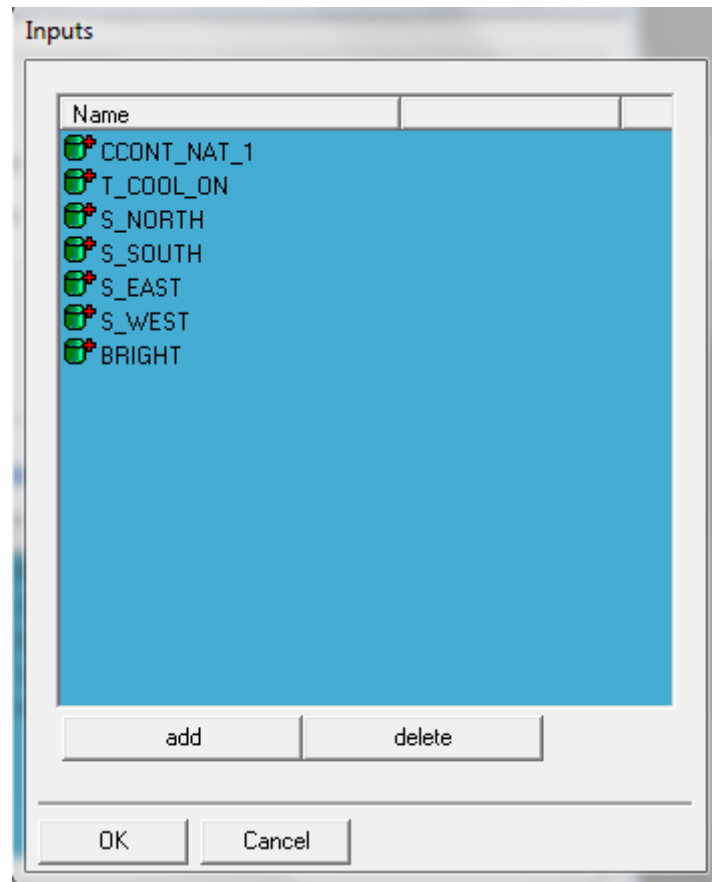 Inputs
Name
CCONT_NAT_1
T_COOL_ON
S_NORTH
S_SOUTH
S_EAST
S_WEST
BRIGHT
add delete
OK Cancel